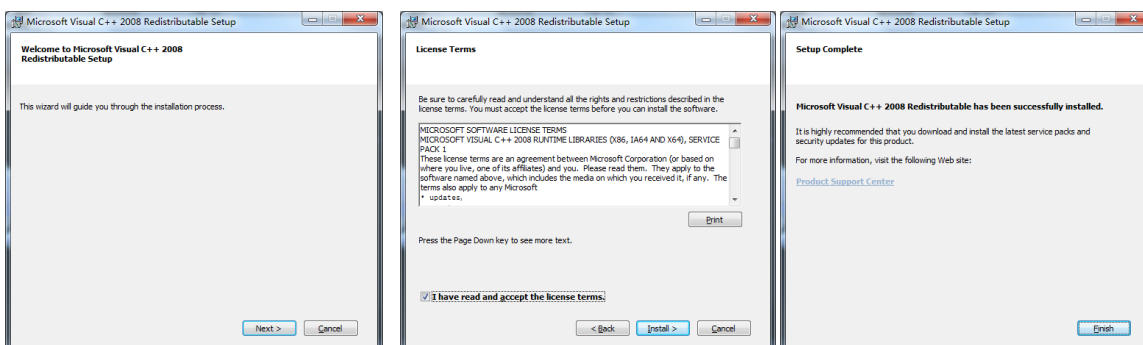 Microsoft Visual C++ 2008 Redistributable Setup
Welcome to Microsoft Visual C++ 2008
Redistributable Setup
This wizard will guide you through the installation process.
Next >
Cancel
Microsoft Visual C++ 2008 Redistributable Setup
License Terms
Be sure to carefully read and understand all the rights and restrictions described in the
license terms. You must accept the license terms before you can install the software.
MICROSOFT SOFTWARE LICENSE TERMS
MICROSOFT VISUAL C++ 2008 RUNTIME LIBRARIES (X86, IA64 AND X64), SERVICE
PACK 1
These license terms are an agreement between Microsoft Corporation (or based on
where you live, one of its affiliates) and you. Please read them. They apply to the
software named above, which includes the media on which you received it, if any. The
terms also apply to any Microsoft
• updates,
Print
Press the Page Down key to see more text.
I have read and accept the license terms.
< Back
Install >
Cancel
Microsoft Visual C++ 2008 Redistributable Setup
Setup Complete
Microsoft Visual C++ 2008 Redistributable has been successfully installed.
It is highly recommended that you download and install the latest service packs and
security updates for this product.
For more information, visit the following Web site:
Product Support Center
Finish